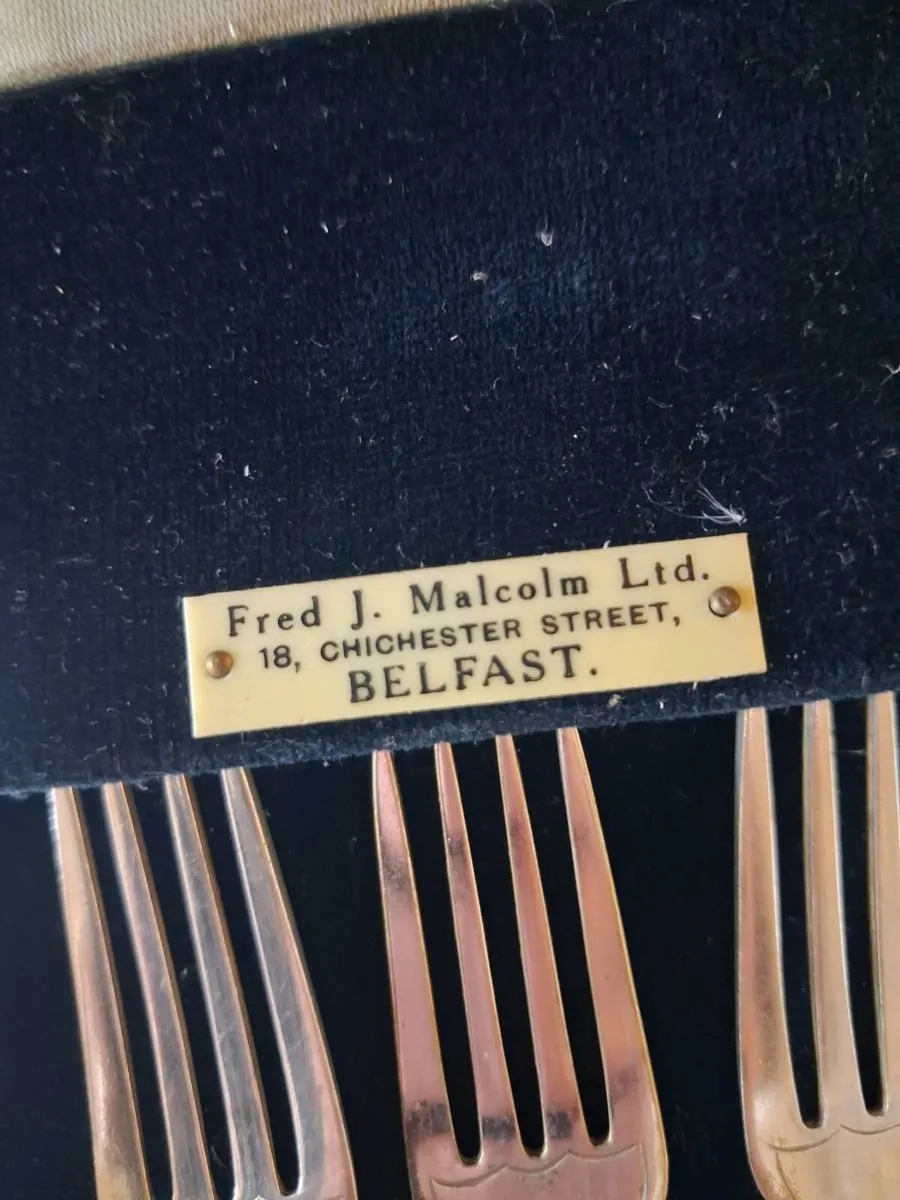 Fred J. Malcolm Ltd.
18, CHICHESTER STREET,
BELFAST.